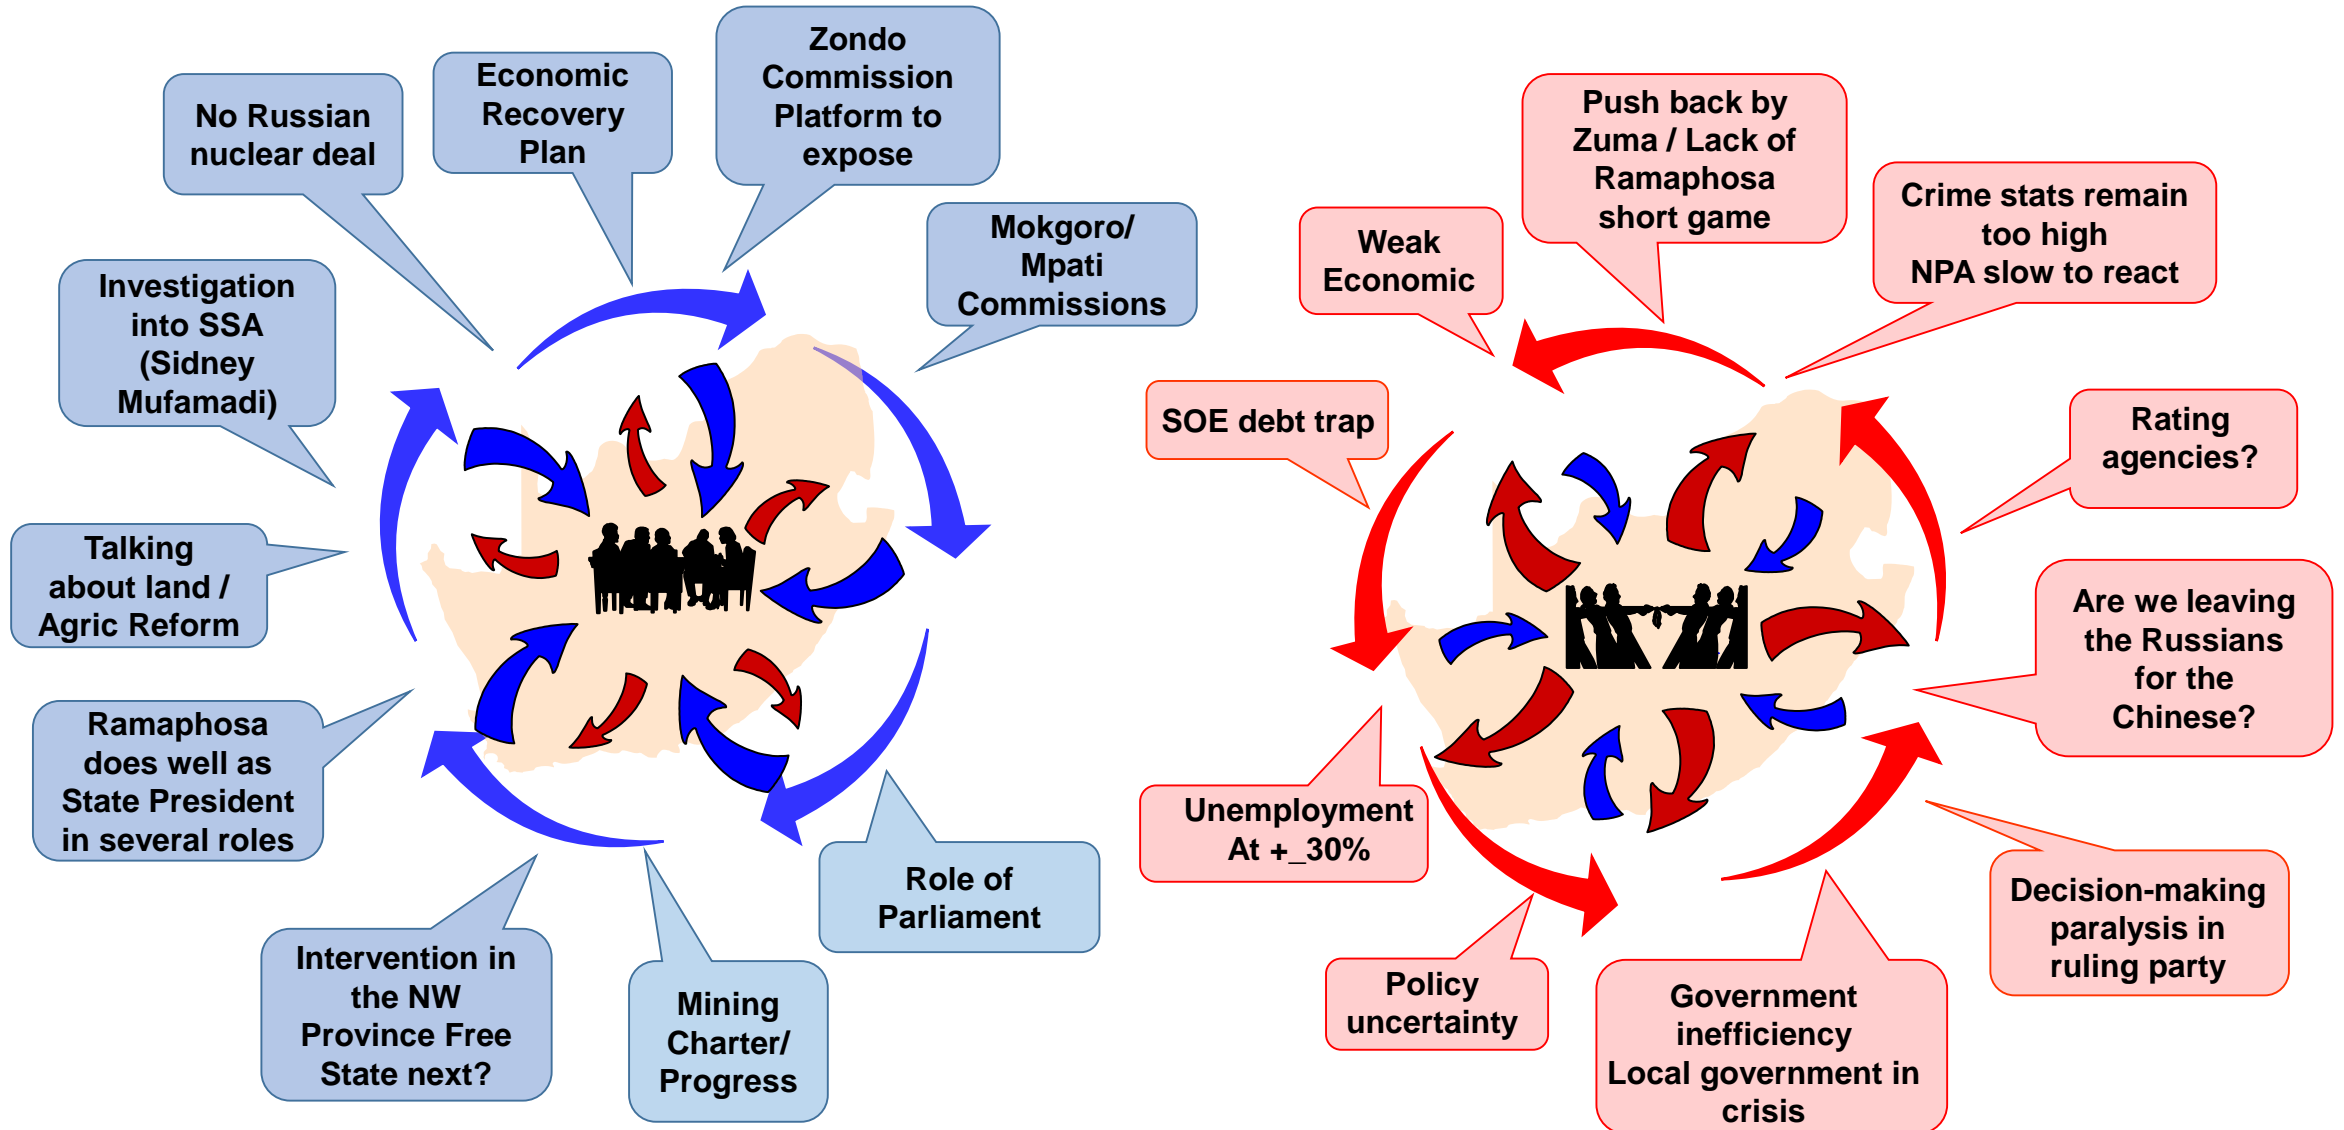 Zondo
Commission
Platform to
expose
Economic
Recovery
Plan
No Russian
nuclear deal
Mokgoro/
Mpati
Commissions
Investigation
into SSA
(Sidney
Mufamadi)
Talking
about land /
Agric Reform
Ramaphosa
does well as
State President
in several roles
Intervention in
the NW
Province Free
State next?
Mining
Charter/
Progress
Role of
Parliament
Push back by
Zuma / Lack of
Ramaphosa
short game
Weak
Economic
Crime stats remain
too high
NPA slow to react
SOE debt trap
Rating
agencies?
Are we leaving
the Russians
for the
Chinese?
Unemployment
At +_30%
Decision-making
paralysis in
ruling party
Policy
uncertainty
Government
inefficiency
Local government in
crisis